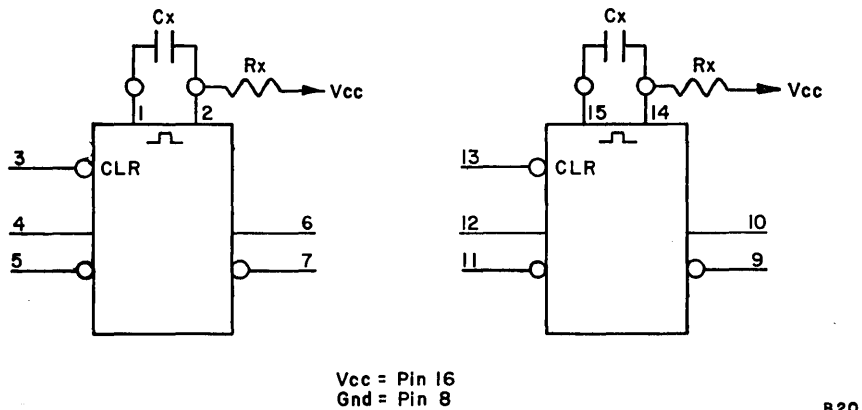 Cx Cx
Rx Rx
Vcc Vcc
1 2 15 14
3 13
CLR CLR
4 6 12 10
5 7 11 9
Vcc = Pin 16
Gnd = Pin 8